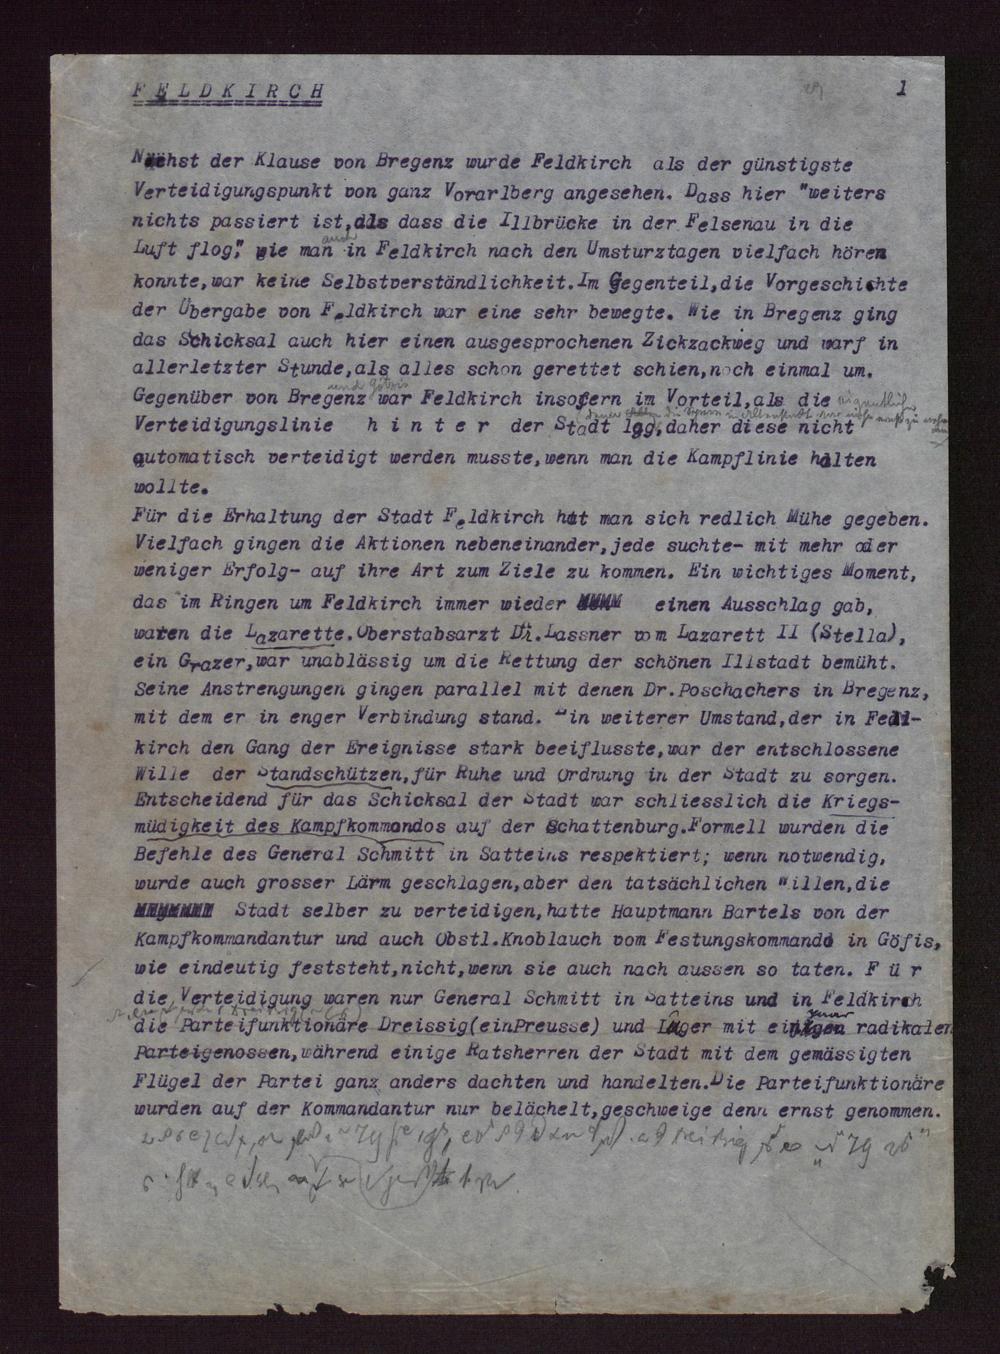 FELDKIRCH
1
Nächst der Klause von Bregenz wurde Feldkirch als der günstigste
Verteidigungspunkt von ganz Vorarlberg angesehen. Dass hier "weiters
nichts passiert ist,als dass die Illbrücke in der Felsenau in die
auch
Luft flog", wie man in Feldkirch nach den Umsturztagen vielfach hören
konnte,war keine Selbstverständlichkeit.Im Gegenteil,die Vorgeschichte
der Übergabe von Feldkirch war eine sehr bewegte. Wie in Bregenz ging
das Schicksal auch hier einen ausgesprochenen Zickzackweg und warf in
allerletzter Stunde,als alles schon gerettet schien,noch einmal um.
und Götzis
Gegenüber von Bregenz war Feldkirch insofern im Vorteil,als die eigentliche
Verteidigungslinie h i n t e r der Stadt lag,daher diese nicht
automatisch verteidigt werden musste,wenn man die Kampflinie halten
wollte.
Für die Erhaltung der Stadt Feldkirch hat man sich redlich Mühe gegeben.
Vielfach gingen die Aktionen nebeneinander,jede suchte- mit mehr oder
weniger Erfolg- auf ihre Art zum Ziele zu kommen. Ein wichtiges Moment,
das im Ringen um Feldkirch immer wieder einen Ausschlag gab,
waren die Lazarette.Oberstabsarzt Dr.Lassner vom Lazarett II (Stella),
ein Grazer,war unablässig um die Rettung der schönen Illstadt bemüht.
Seine Anstrengungen gingen parallel mit denen Dr.Poschachers in Bregenz,
mit dem er in enger Verbindung stand. Ein weiterer Umstand,der in Feld-
kirch den Gang der Ereignisse stark beeiflusste,war der entschlossene
Wille der Standschützen,für Ruhe und Ordnung in der Stadt zu sorgen.
Entscheidend für das Schicksal der Stadt war schliesslich die Kriegs-
müdigkeit des Kampfkommandos auf der Schattenburg.Formell wurden die
Befehle des General Schmitt in Satteins respektiert; wenn notwendig,
wurde auch grosser Lärm geschlagen,aber den tatsächlichen Willen,die
Stadt selber zu verteidigen,hatte Hauptmann Bartels von der
Kampfkommandantur und auch Obstl.Knoblauch vom Festungskommando in Göfis,
wie eindeutig feststeht,nicht,wenn sie auch nach aussen so taten. F ü r
die Verteidigung waren nur General Schmitt in Satteins und in Feldkirch
die Parteifunktionäre Dreissig(einPreusse) und Luger mit einigen radikalen
Parteigenossen,während einige Ratsherren der Stadt mit dem gemässigten
Flügel der Partei ganz anders dachten und handelten.Die Parteifunktionäre
wurden auf der Kommandantur nur belächelt,geschweige denn ernst genommen.